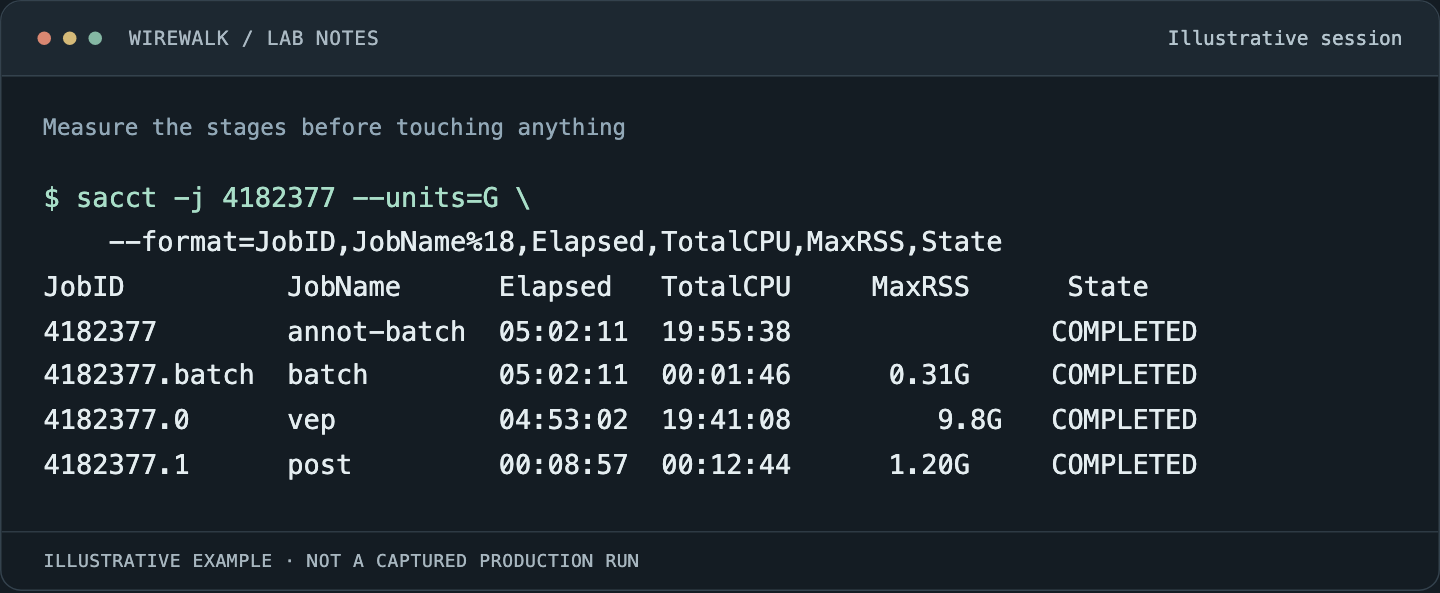 WIREWALK / LAB NOTES
Illustrative session
Measure the stages before touching anything
$ sacct -j 4182377 --units=G \
--format=JobID,JobName%18,Elapsed,TotalCPU,MaxRSS,State
JobID JobName Elapsed TotalCPU MaxRSS State
4182377 annot-batch 05:02:11 19:55:38 COMPLETED
4182377.batch batch 05:02:11 00:01:46 0.31G COMPLETED
4182377.0 vep 04:53:02 19:41:08 9.8G COMPLETED
4182377.1 post 00:08:57 00:12:44 1.20G COMPLETED
ILLUSTRATIVE EXAMPLE · NOT A CAPTURED PRODUCTION RUN